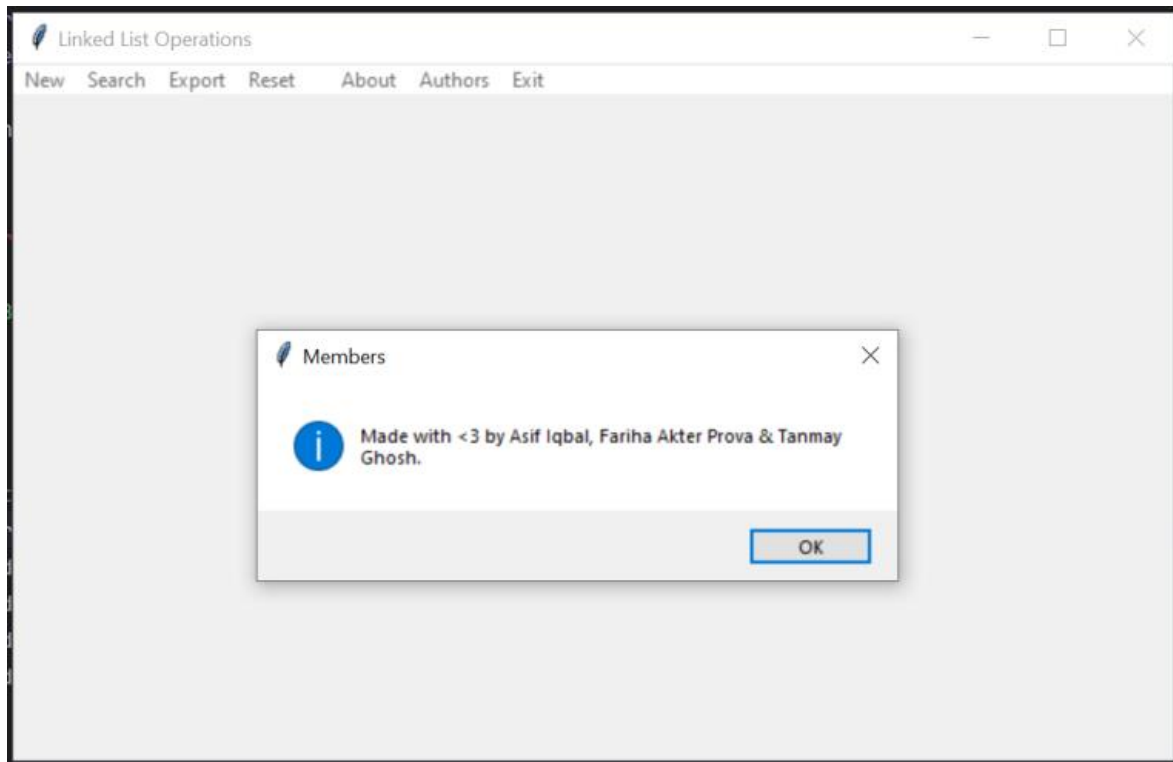 Linked List Operations
New Search Export Reset About Authors Exit
Members
Made with <3 by Asif Iqbal, Fariha Akter Prova & Tanmay
Ghosh.
OK